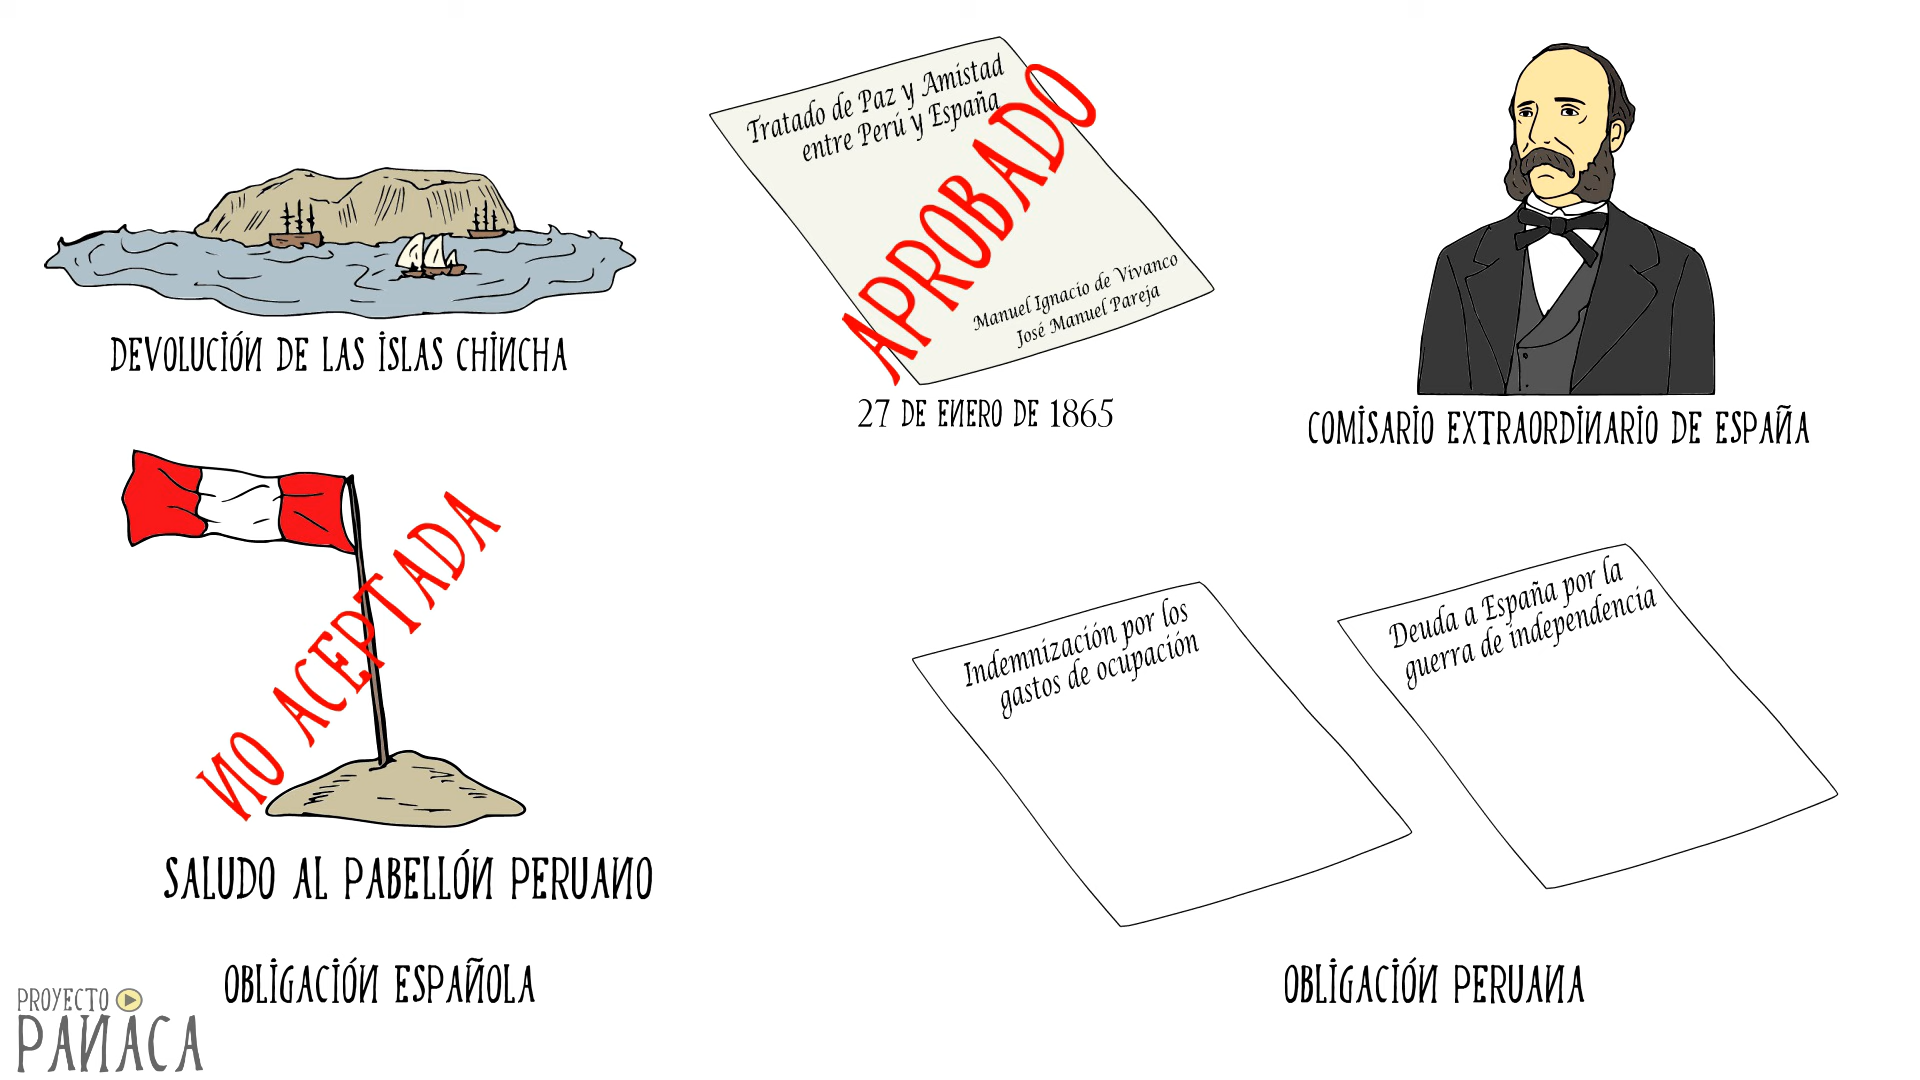 Tratado de Paz y Amistad
entre Perú y España
APROBADO
Manuel Ignacio de Vivanco
José Manuel Pareja
27 DE ENERO DE 1865
DEVOLUCIÓN DE LAS ISLAS CHINCHA
COMISARIO EXTRAORDINARIO DE ESPAÑA
NO ACEPTADA
SALUDO AL PABELLÓN PERUANO
OBLIGACIÓN ESPAÑOLA
Indemnización por los
gastos de ocupación
Deuda a España por la
guerra de independencia
OBLIGACIÓN PERUANA
PROYECTO
PANACA